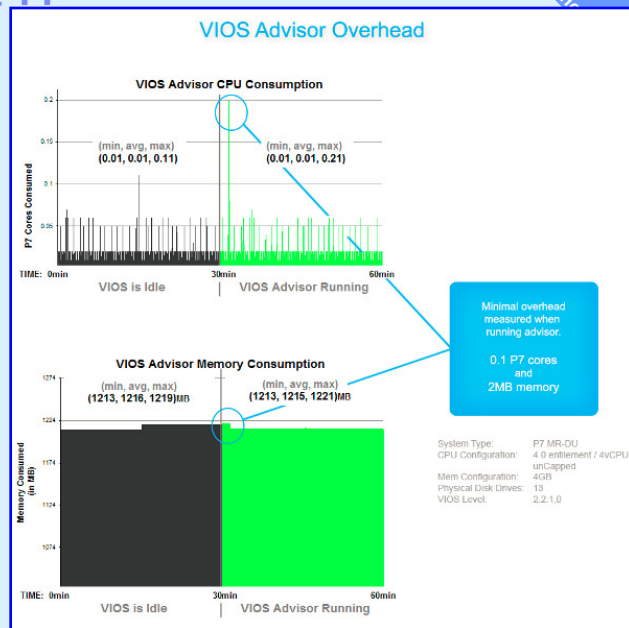 VIOS Advisor Overhead
VIOS Advisor CPU Consumption
P7 Cores Consumed
0.2
0.15
0.1
0.05
(min, avg, max)
(0.01, 0.01, 0.11)
(min, avg, max)
(0.01, 0.01, 0.21)
TIME: 0min 30min 60min
VIOS is Idle | VIOS Advisor Running
Minimal overhead
measured when
running advisor.
0.1 P7 cores
and
2MB memory
VIOS Advisor Memory Consumption
Memory Consumed
(in MB)
1274
1224
1174
1124
1074
(min, avg, max)
(1213, 1216, 1219)MB
(min, avg, max)
(1213, 1215, 1221)MB
TIME: 0min 30min 60min
VIOS is Idle | VIOS Advisor Running
System Type: P7 MR-DU
CPU Configuration: 4.0 entilement / 4vCPU
unCapped
Mem Configuration: 4GB
Physical Disk Drives: 13
VIOS Level: 2.2.1.0